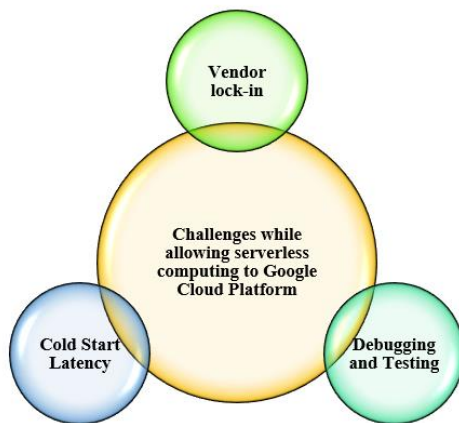 Vendor
lock-in
Challenges while
allowing serverless
computing to Google
Cloud Platform
Cold Start
Latency
Debugging
and Testing